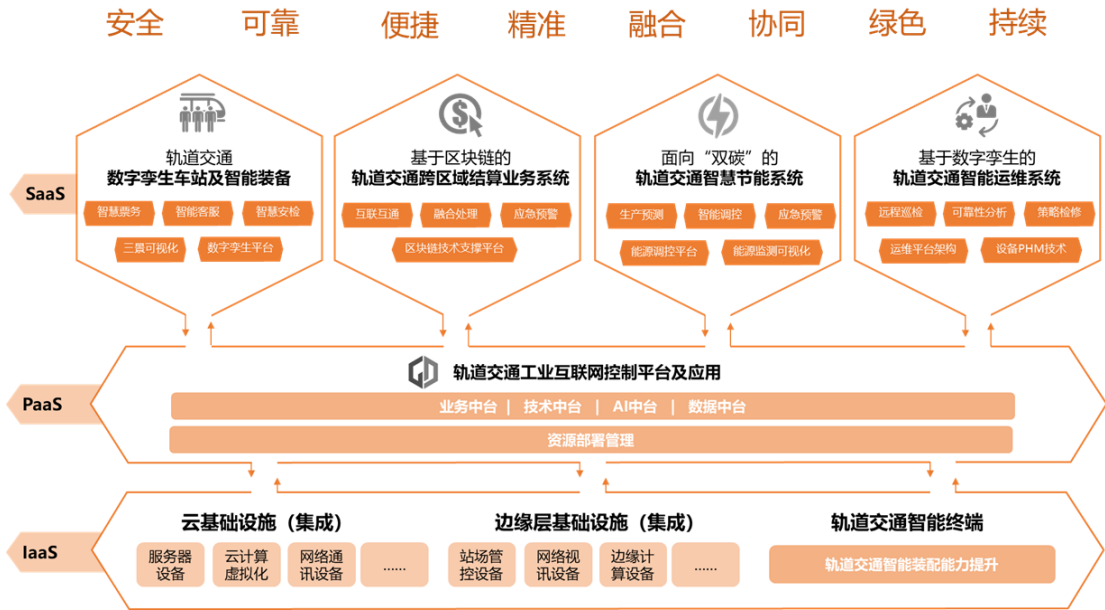 安全 可靠 便捷 精准 融合 协同 绿色 持续
SaaS
轨道交通
数字孪生车站及智能装备
智慧票务 智能客服 智慧安检
三景可视化 数字孪生平台
基于区块链的
轨道交通跨区域结算业务系统
互联互通 融合处理 应急预警
区块链技术支撑平台
面向“双碳”的
轨道交通智慧节能系统
生产预测 智能调控 应急预警
能源调控平台 能源监测可视化
基于数字孪生的
轨道交通智能运维系统
远程巡检 可靠性分析 策略检修
运维平台架构 设备PHM技术
PaaS
轨道交通工业互联网控制平台及应用
业务中台 | 技术中台 | AI中台 | 数据中台
资源部署管理
IaaS
云基础设施（集成）
服务器
设备
云计算
虚拟化
网络通
讯设备
......
边缘层基础设施（集成）
站场管
控设备
网络视
讯设备
边缘计
算设备
......
轨道交通智能终端
轨道交通智能装配能力提升